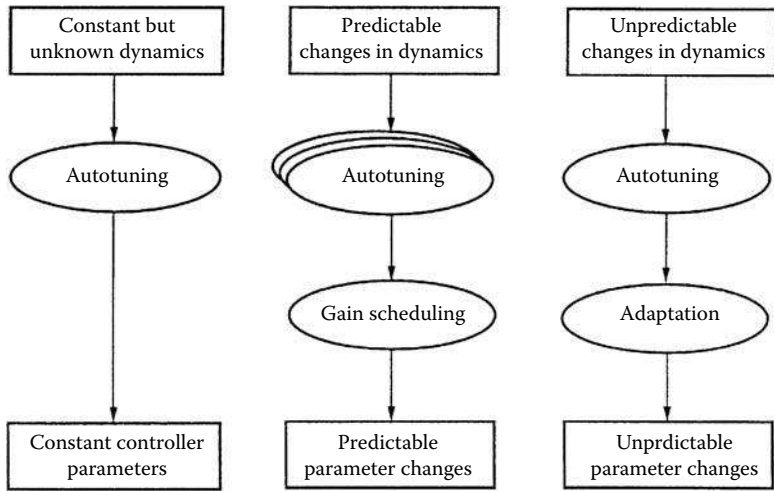 Constant but
unknown dynamics
Predictable
changes in dynamics
Unpredictable
changes in dynamics
Autotuning
Autotuning
Autotuning
Gain scheduling
Adaptation
Constant controller
parameters
Predictable
parameter changes
Unprdictable
parameter changes